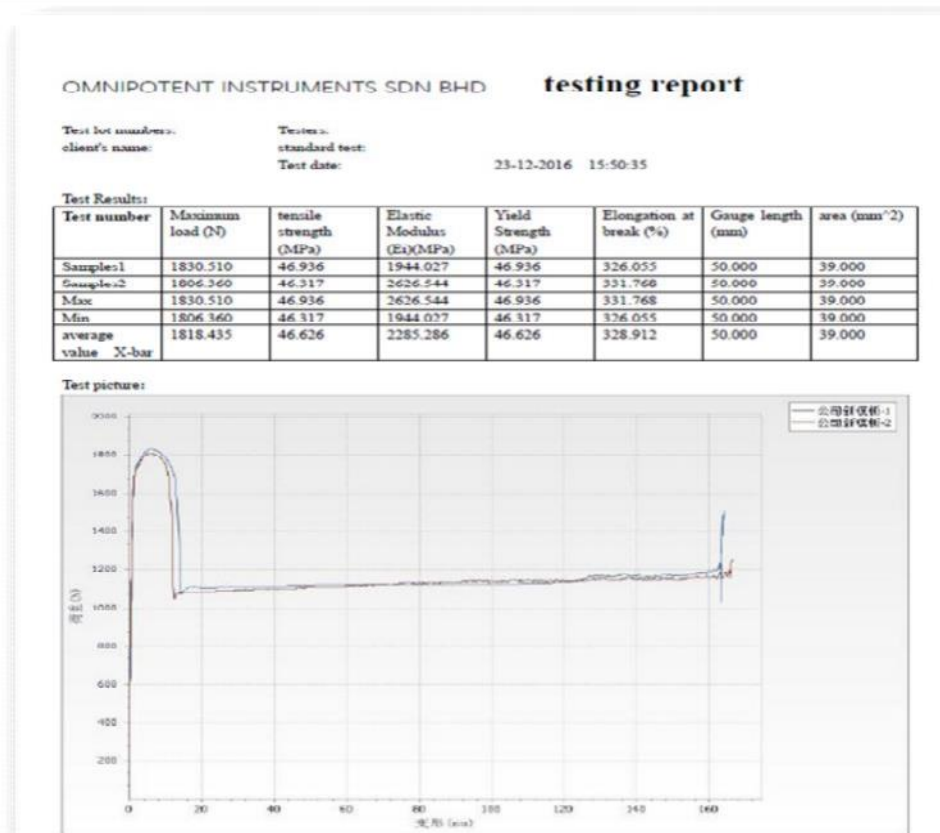 OMNIPOTENT INSTRUMENTS SDN BHD testing report
Test lot numbers: Testers:
client's name: standard test:
Test date: 23-12-2016 15:50:35
Test Results:
Test number Maximum load (N) tensile strength (MPa) Elastic Modulus (Et)(MPa) Yield Strength (MPa) Elongation at break (%) Gauge length (mm) area (mm^2)
Samples1 1830.510 46.936 1944.027 46.936 326.055 50.000 39.000
Samples2 1806.360 46.317 2626.544 46.317 331.768 50.000 39.000
Max 1830.510 46.936 2626.544 46.936 331.768 50.000 39.000
Min 1806.360 46.317 1944.027 46.317 326.055 50.000 39.000
average value X-bar 1818.435 46.626 2285.286 46.626 328.912 50.000 39.000
Test picture:
2000
1800
1600
1400
1200
1000
800
600
400
200
0 20 40 60 80 100 120 140 160
变形 (mm)